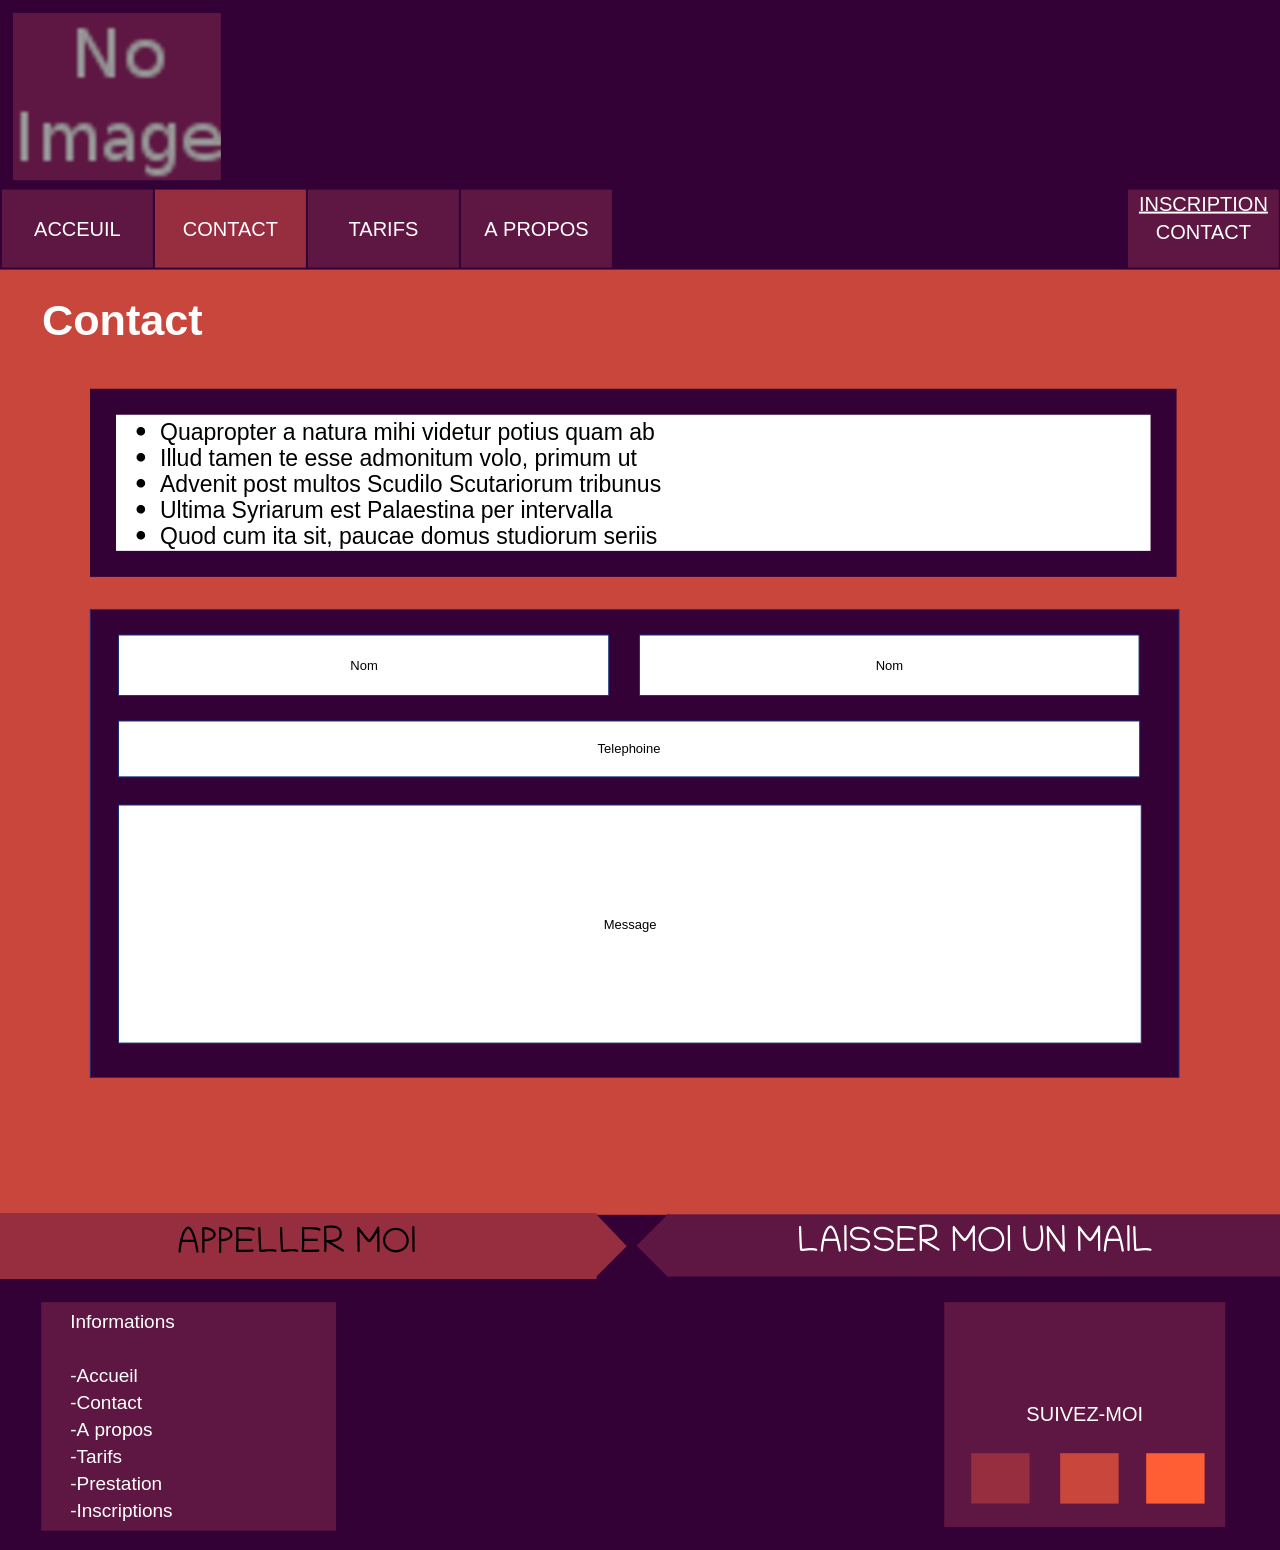 No
Image
ACCEUIL
CONTACT
TARIFS
A PROPOS
INSCRIPTION
CONTACT
Contact
Quapropter a natura mihi videtur potius quam ab
Illud tamen te esse admonitum volo, primum ut
Advenit post multos Scudilo Scutariorum tribunus
Ultima Syriarum est Palaestina per intervalla
Quod cum ita sit, paucae domus studiorum seriis
Nom
Nom
Telephoine
Message
APPELLER MOI
LAISSER MOI UN MAIL
Informations
-Accueil
-Contact
-A propos
-Tarifs
-Prestation
-Inscriptions
SUIVEZ-MOI